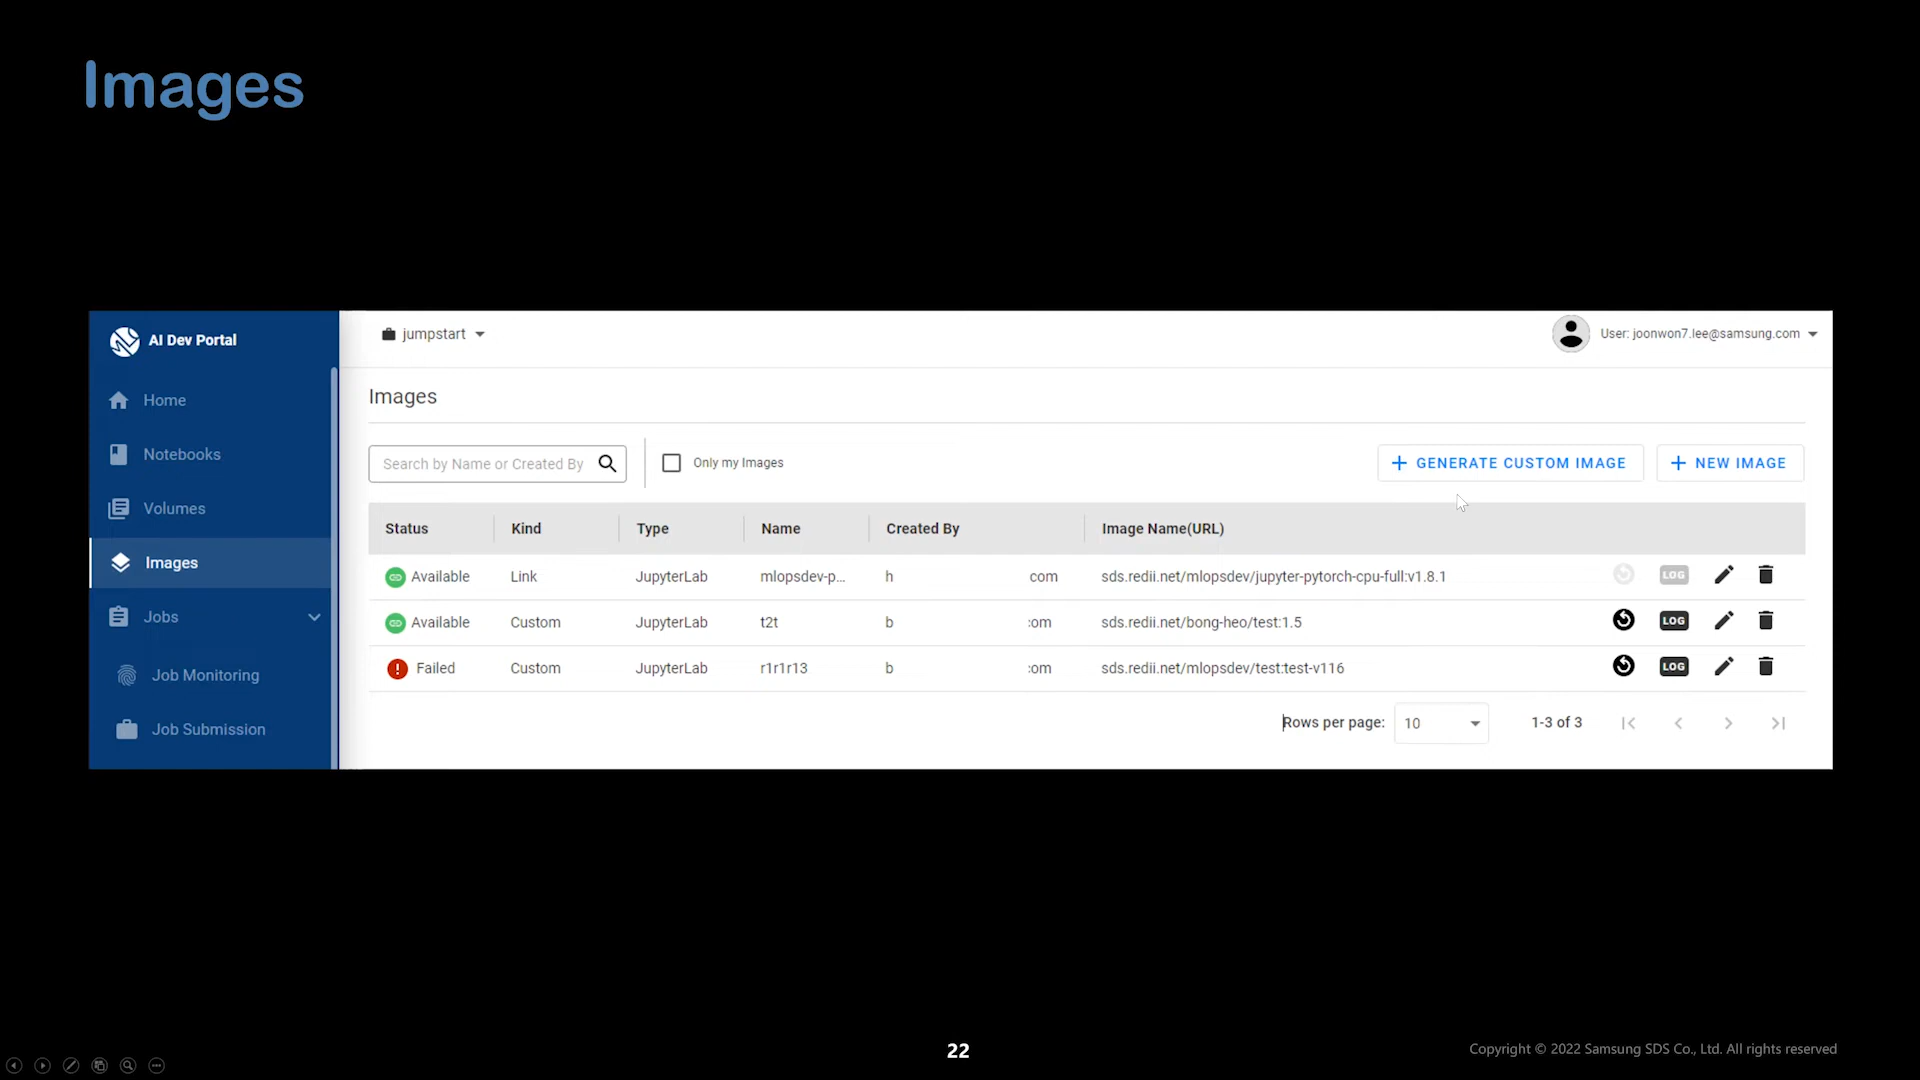 Images
AI Dev Portal
jumpstart
User: joonwon7.lee@samsung.com
Home
Notebooks
Volumes
Images
Jobs
Job Monitoring
Job Submission
Images
Search by Name or Created By
Only my Images
+ GENERATE CUSTOM IMAGE
+ NEW IMAGE
Status Kind Type Name Created By Image Name(URL)
Available Link JupyterLab mlopsdev-p... h com sds.redii.net/mlopsdev/jupyter-pytorch-cpu-full:v1.8.1 LOG
Available Custom JupyterLab t2t b :om sds.redii.net/bong-heo/test:1.5 LOG
Failed Custom JupyterLab r1r1r13 b :om sds.redii.net/mlopsdev/test:test-v116 LOG
Rows per page: 10 1-3 of 3
22
Copyright © 2022 Samsung SDS Co., Ltd. All rights reserved